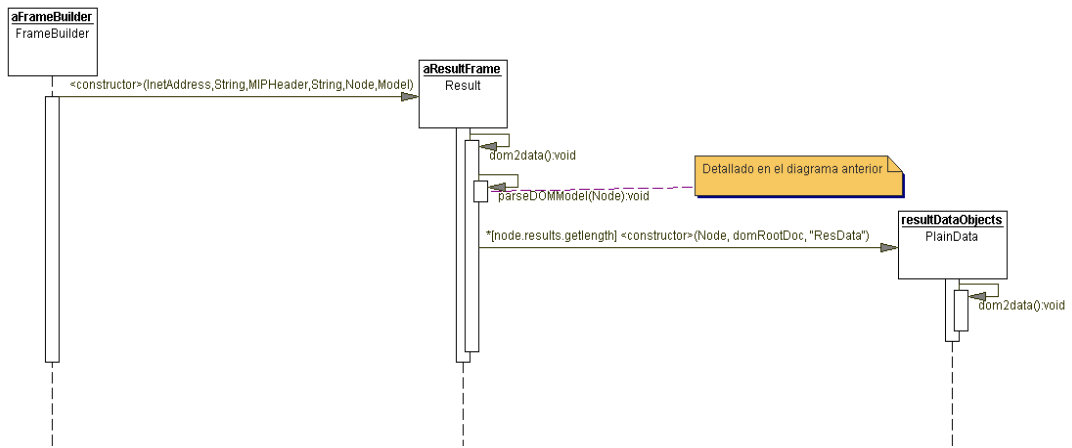 aFrameBuilder
FrameBuilder
<constructor>(InetAddress,String,MIPHeader,String,Node,Model)
aResultFrame
Result
dom2data():void
parseDOMModel(Node):void
Detallado en el diagrama anterior
*[node.results.getlength] <constructor>(Node, domRootDoc, "ResData")
resultDataObjects
PlainData
dom2data():void